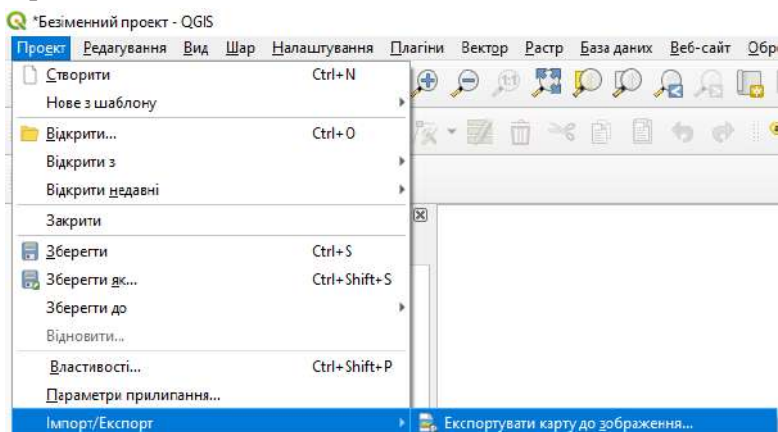 *Безіменний проект - QGIS
Проект Редагування Вид Шар Налаштування Плагіни Вектор Растр База даних Веб-сайт Обро
Створити Ctrl+N
Нове з шаблону
Відкрити... Ctrl+O
Відкрити з
Відкрити недавні
Закрити
Зберегти Ctrl+S
Зберегти як... Ctrl+Shift+S
Зберегти до
Відновити...
Властивості... Ctrl+Shift+P
Параметри прилипання...
Імпорт/Експорт
Експортувати карту до зображення...